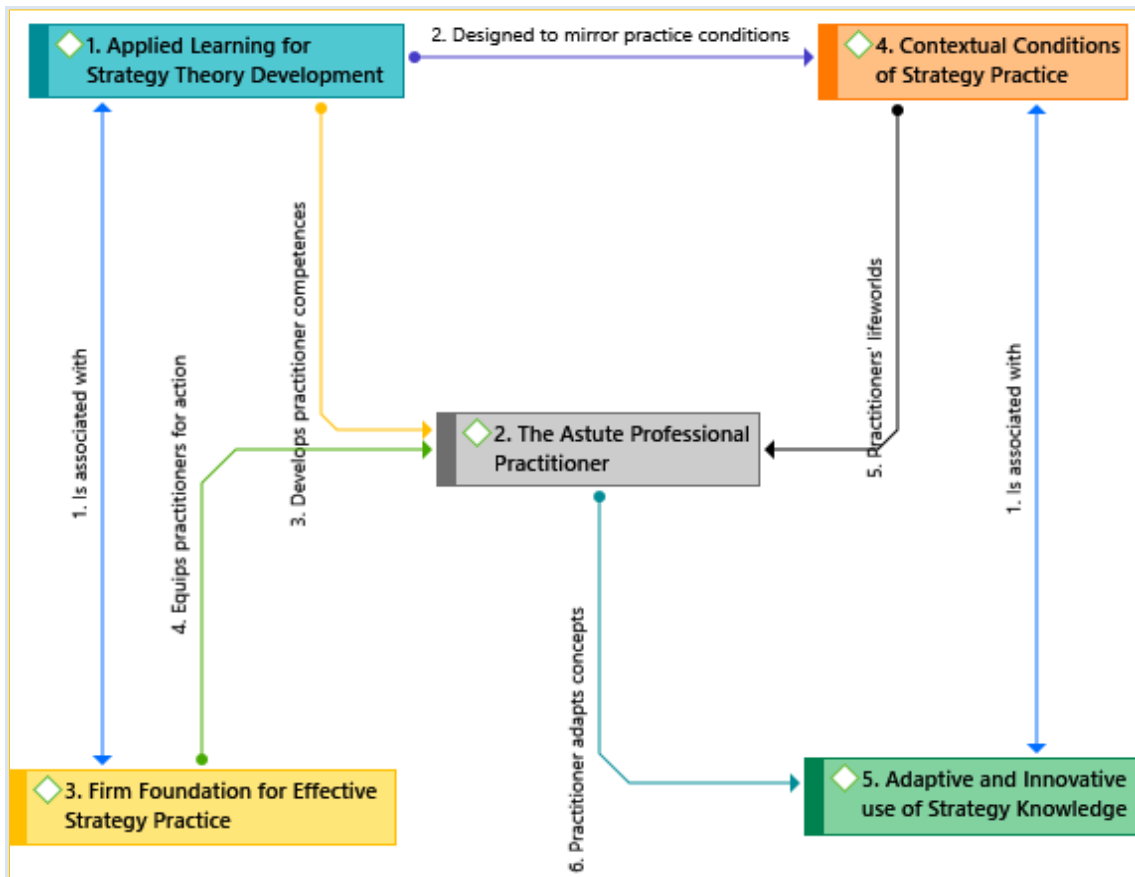 1. Applied Learning for
Strategy Theory Development
2. Designed to mirror practice conditions
4. Contextual Conditions
of Strategy Practice
1. Is associated with
4. Equips practitioners for action
3. Develops practitioner competences
2. The Astute Professional
Practitioner
5. Practitioners' lifeworlds
1. Is associated with
6. Practitioner adapts concepts
3. Firm Foundation for Effective
Strategy Practice
5. Adaptive and Innovative
use of Strategy Knowledge